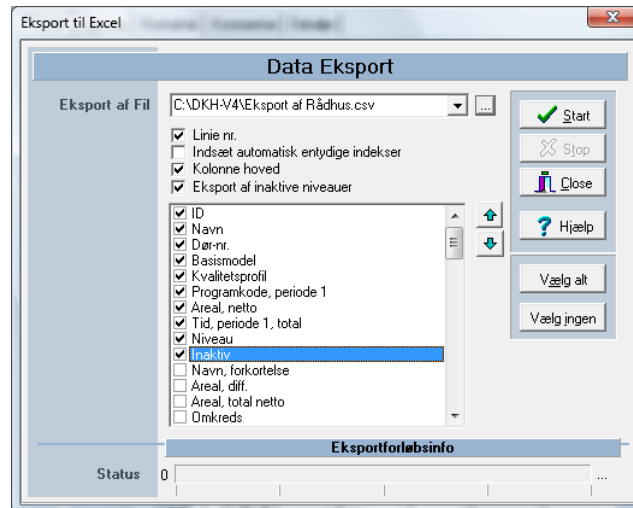 Eksport til Excel
Data Eksport
Eksport af Fil
C:\DKH-V4\Eksport af Rådhus.csv
...
Linie nr.
Indsæt automatisk entydige indekser
Kolonne hoved
Eksport af inaktive niveauer
ID
Navn
Dør-nr.
Basismodel
Kvalitetsprofil
Programkode, periode 1
Areal, netto
Tid, periode 1, total
Niveau
Inaktiv
Navn, forkortelse
Areal, diff.
Areal, total netto
Omkreds
Start
Stop
Close
Hjælp
Vælg alt
Vælg ingen
Eksportforløbsinfo
Status
0
...